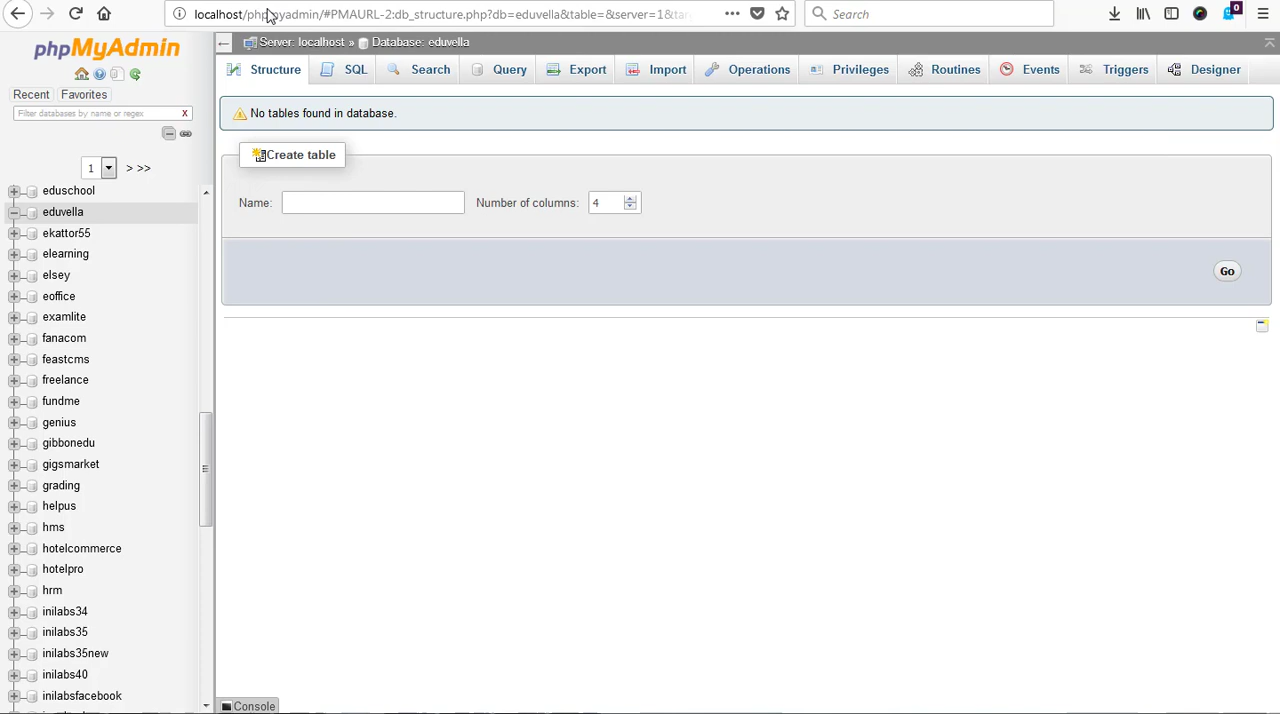 localhost/phpmyadmin/#PMAURL-2:db_structure.php?db=eduvella&table=&server=1&tar
Search
0
phpMyAdmin
Recent Favorites
Filter databases by name or regex X
1 > >>
eduschool
eduvella
ekattor55
elearning
elsey
eoffice
examlite
fanacom
feastcms
freelance
fundme
genius
gibbonedu
gigsmarket
grading
helpus
hms
hotelcommerce
hotelpro
hrm
inilabs34
inilabs35
inilabs35new
inilabs40
inilabsfacebook
Server: localhost » Database: eduvella
Structure SQL Search Query Export Import Operations Privileges Routines Events Triggers Designer
No tables found in database.
Create table
Name: Number of columns: 4
Go
Console